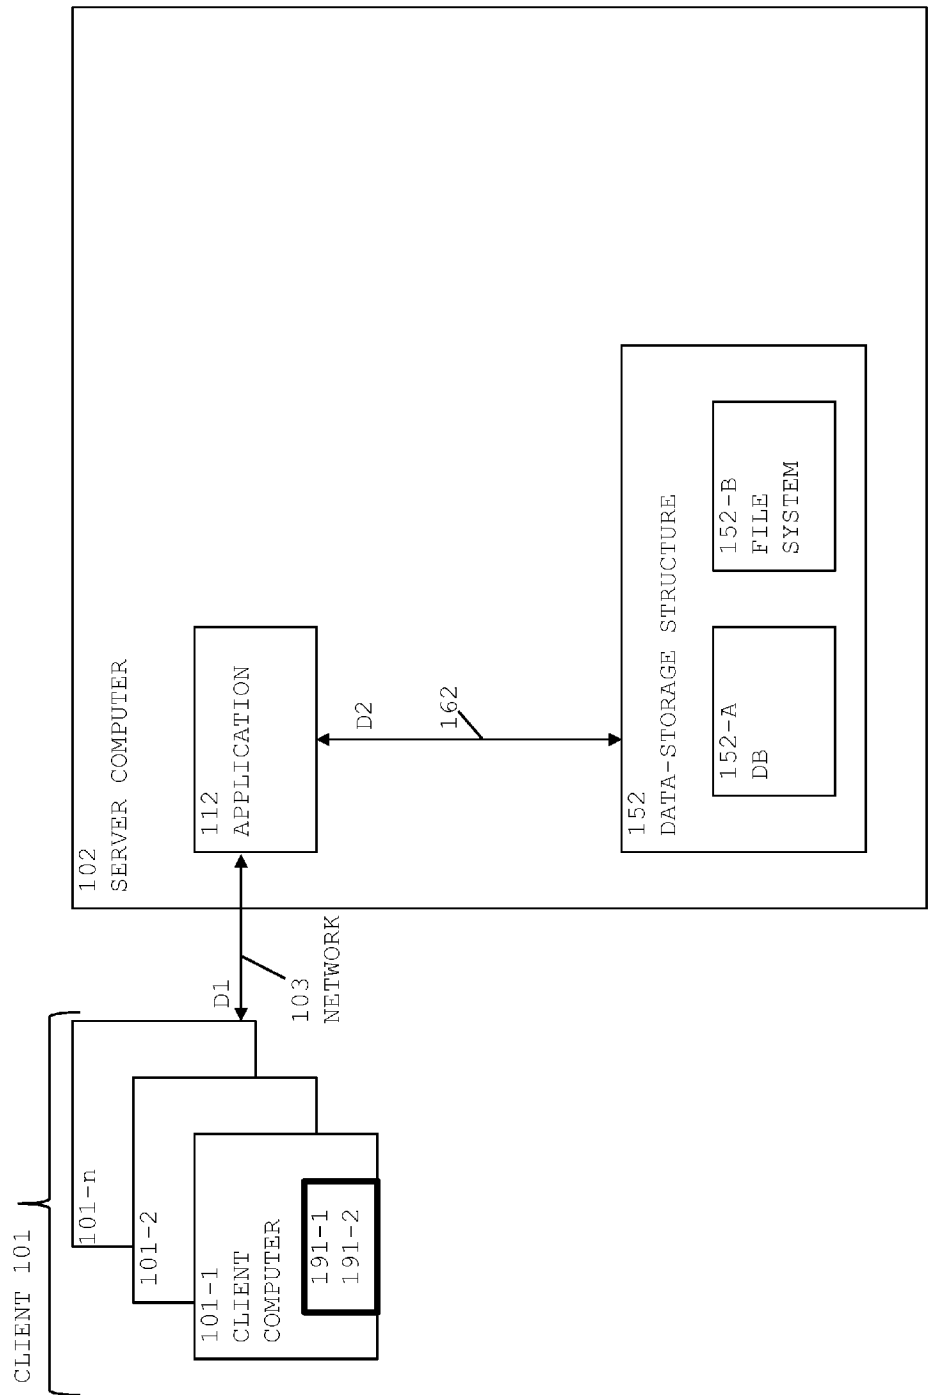 CLIENT 101
101-n
101-2
101-1
CLIENT
COMPUTER
191-1
191-2
D1
103
NETWORK
102
SERVER COMPUTER
112
APPLICATION
D2
162
152
DATA-STORAGE STRUCTURE
152-A
DB
152-B
FILE
SYSTEM